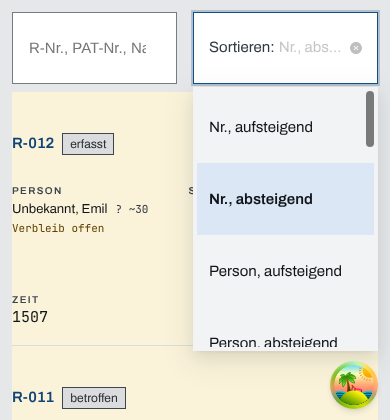 R-Nr., PAT-Nr., Na
Sortieren: Nr., abs...
Nr., aufsteigend
Nr., absteigend
Person, aufsteigend
Person, absteigend
R-012 erfasst
PERSON
Unbekannt, Emil ? ~30
Verbleib offen
ZEIT
1507
R-011 betroffen